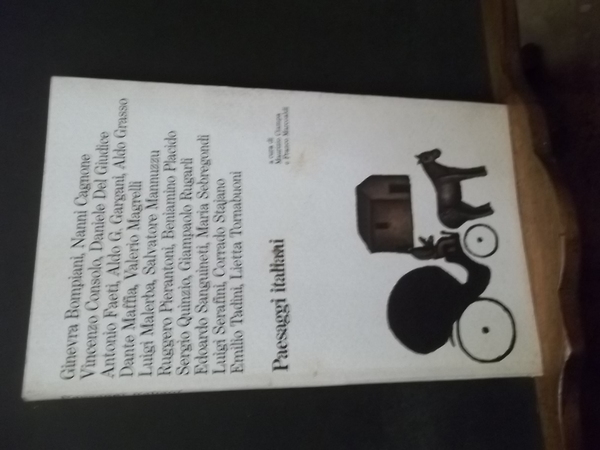 Ginevra Bompiani, Nanni Cagnone
Vincenzo Consolo, Daniele Del Giudice
Antonio Faeti, Aldo G. Gargani, Aldo Grasso
Dante Maffia, Valerio Magrelli
Luigi Malerba, Salvatore Mannuzzu
Ruggero Pierantoni, Beniamino Placido
Sergio Quinzio, Giampaolo Rugarli
Edoardo Sanguineti, Maria Sebregondi
Luigi Serafini, Corrado Stajano
Emilio Tadini, Lietta Tornabuoni
a cura di
Paesaggi italiani